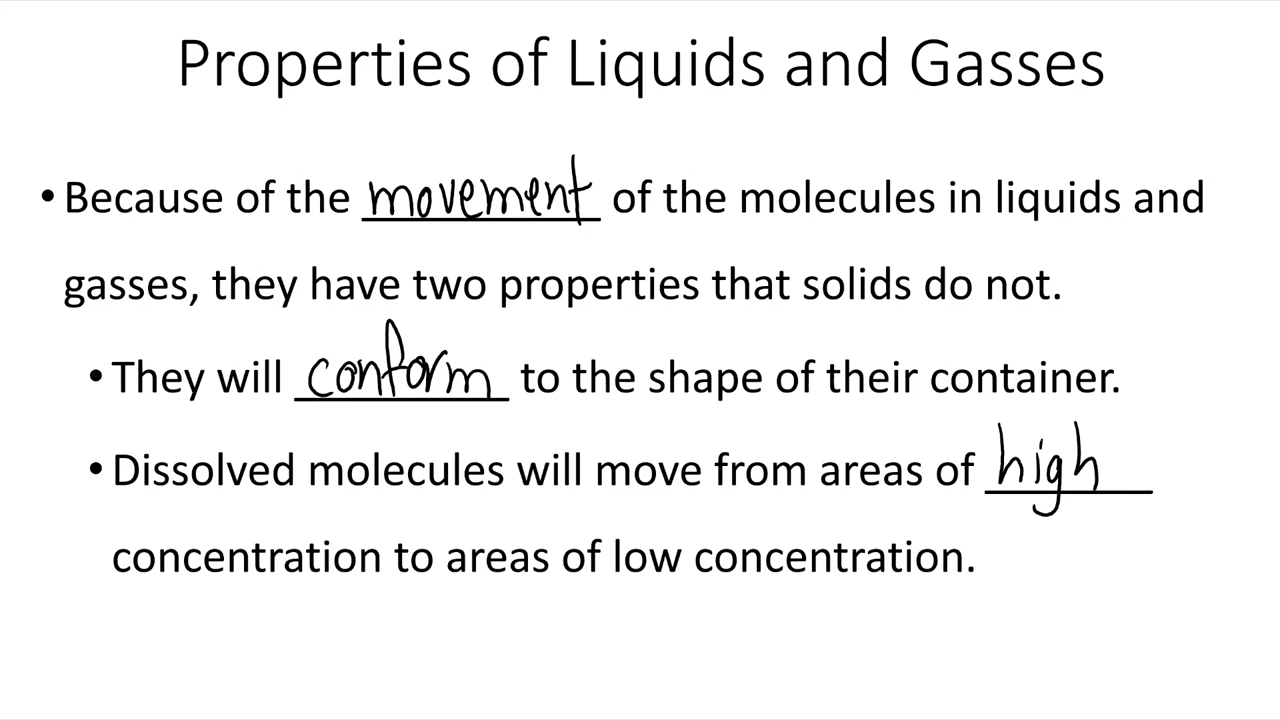 Properties of Liquids and Gasses
• Because of the movement of the molecules in liquids and
gasses, they have two properties that solids do not.
• They will conform to the shape of their container.
• Dissolved molecules will move from areas of high
concentration to areas of low concentration.